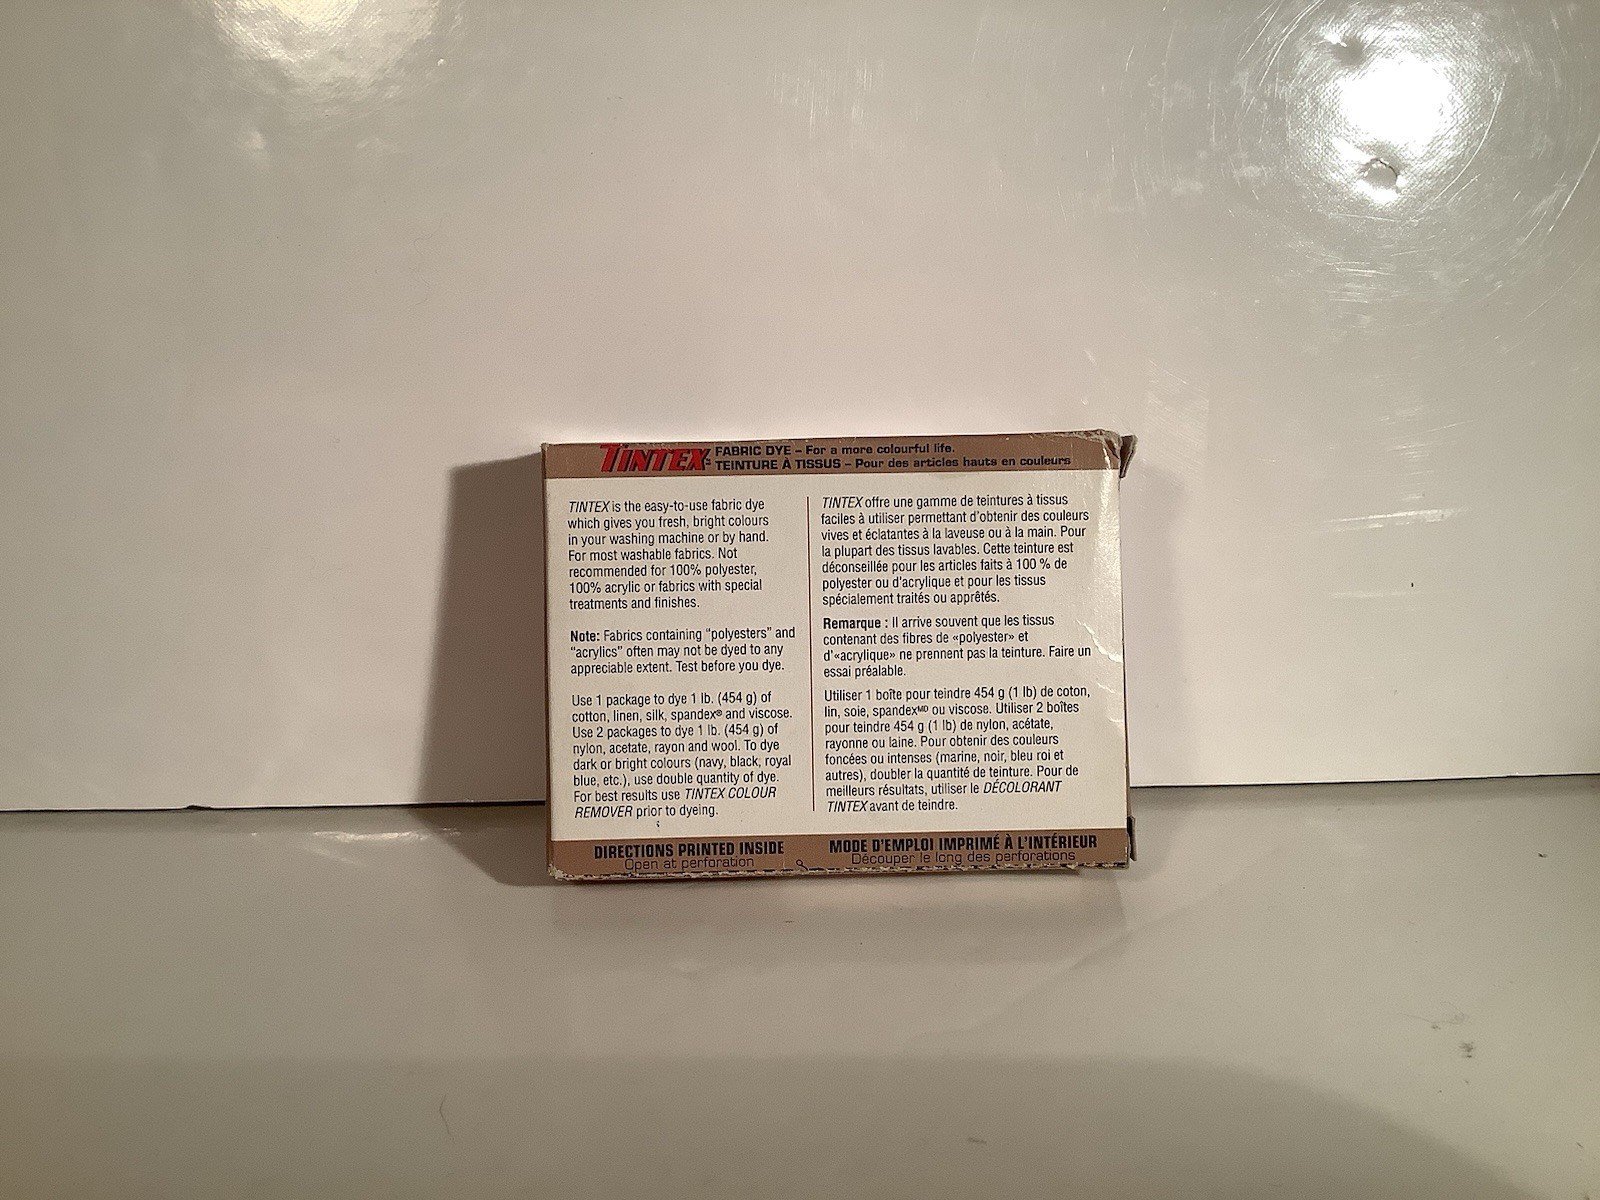 TINTEX FABRIC DYE – For a more colourful life.
TEINTURE À TISSUS – Pour des articles hauts en couleurs
TINTEX is the easy-to-use fabric dye
which gives you fresh, bright colours
in your washing machine or by hand.
For most washable fabrics. Not
recommended for 100% polyester,
100% acrylic or fabrics with special
treatments and finishes.
Note: Fabrics containing "polyesters" and
"acrylics" often may not be dyed to any
appreciable extent. Test before you dye.
Use 1 package to dye 1 lb. (454 g) of
cotton, linen, silk, spandex® and viscose.
Use 2 packages to dye 1 lb. (454 g) of
nylon, acetate, rayon and wool. To dye
dark or bright colours (navy, black, royal
blue, etc.), use double quantity of dye.
For best results use TINTEX COLOUR
REMOVER prior to dyeing.
DIRECTIONS PRINTED INSIDE
Open at perforation
TINTEX offre une gamme de teintures à tissus
faciles à utiliser permettant d'obtenir des couleurs
vives et éclatantes à la laveuse ou à la main. Pour
la plupart des tissus lavables. Cette teinture est
déconseillée pour les articles faits à 100 % de
polyester ou d'acrylique et pour les tissus
spécialement traités ou apprêtés.
Remarque : Il arrive souvent que les tissus
contenant des fibres de «polyester» et
d'«acrylique» ne prennent pas la teinture. Faire un
essai préalable.
Utiliser 1 boîte pour teindre 454 g (1 lb) de coton,
lin, soie, spandexMD ou viscose. Utiliser 2 boîtes
pour teindre 454 g (1 lb) de nylon, acétate,
rayonne ou laine. Pour obtenir des couleurs
foncées ou intenses (marine, noir, bleu roi et
autres), doubler la quantité de teinture. Pour de
meilleurs résultats, utiliser le DÉCOLORANT
TINTEX avant de teindre.
MODE D'EMPLOI IMPRIMÉ À L'INTÉRIEUR
Découper le long des perforations